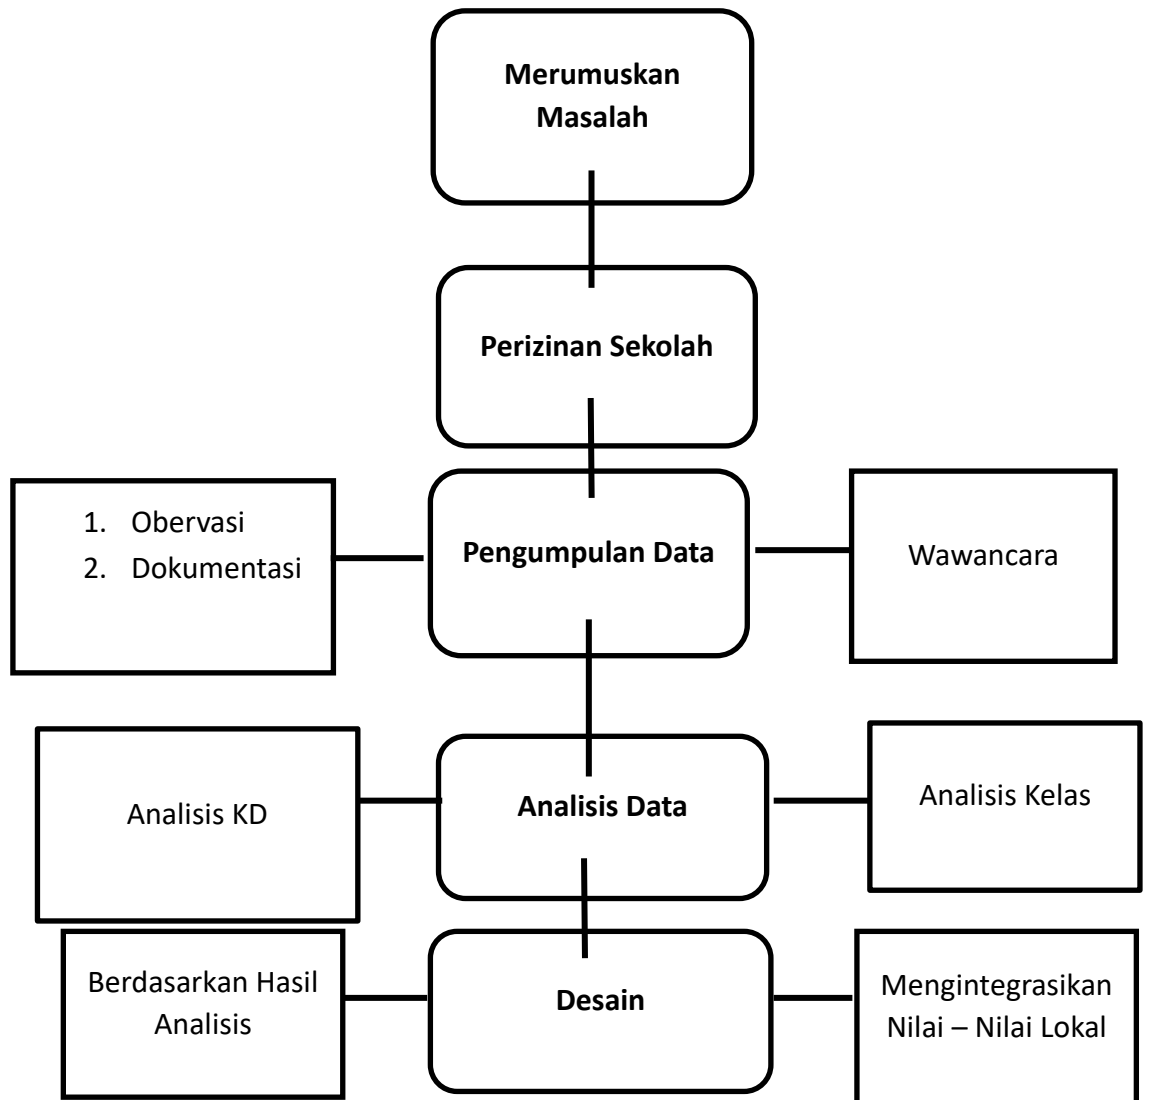 Merumuskan
Masalah
Perizinan Sekolah
1. Obervasi
2. Dokumentasi
Pengumpulan Data
Wawancara
Analisis KD
Analisis Data
Analisis Kelas
Berdasarkan Hasil
Analisis
Desain
Mengintegrasikan
Nilai – Nilai Lokal